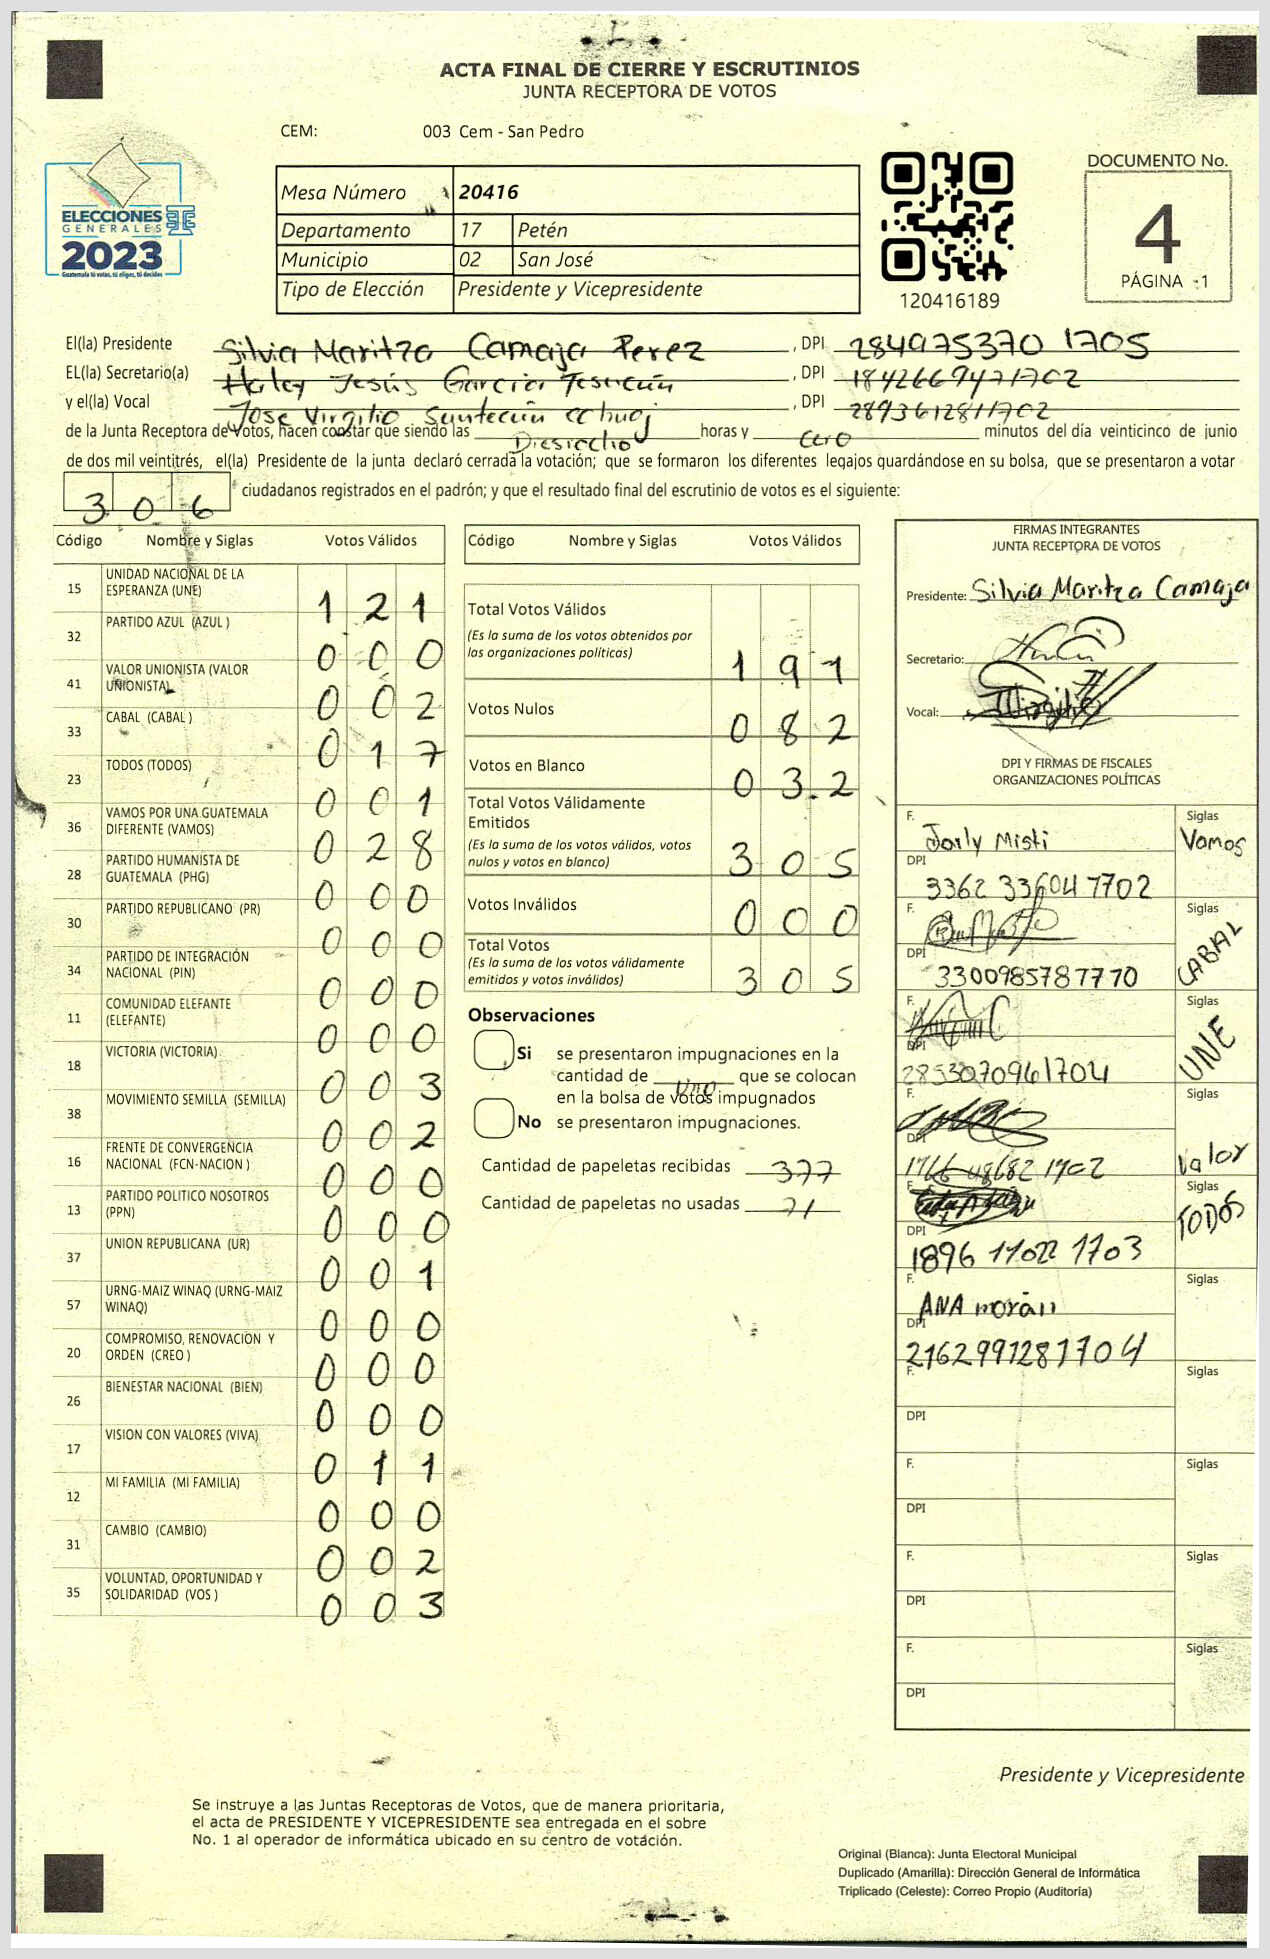 ACTA FINAL DE CIERRE Y ESCRUTINIOS
JUNTA RECEPTORA DE VOTOS
CEM: 003 Cem - San Pedro
ELECCIONES
GENERALES
2023
Guatemala tú votas, tú eliges, tú decides
Mesa Número 20416
Departamento 17 Petén
Municipio 02 San José
Tipo de Elección Presidente y Vicepresidente
120416189
DOCUMENTO No.
4
PÁGINA -1
El(la) Presidente Silvia Maritza Camaja Perez, DPI 284975370 1705
EL(la) Secretario(a) Haley Jesús Garcia Tesucún, DPI 1842669471702
y el(la) Vocal Jose Virgilio Suntecún, DPI 2893612811702
de la Junta Receptora de Votos, hacen constar que siendo las Diesiocho horas y cero minutos del día veinticinco de junio
de dos mil veintitrés, el(la) Presidente de la junta declaró cerrada la votación; que se formaron los diferentes legajos guardándose en su bolsa, que se presentaron a votar
3 0 6 ciudadanos registrados en el padrón; y que el resultado final del escrutinio de votos es el siguiente:
Código Nombre y Siglas Votos Válidos
15 UNIDAD NACIONAL DE LA ESPERANZA (UNE) 1 2 1
32 PARTIDO AZUL (AZUL ) 0 0 0
41 VALOR UNIONISTA (VALOR UNIONISTA) 0 0 2
33 CABAL (CABAL ) 0 1 7
23 TODOS (TODOS) 0 0 1
36 VAMOS POR UNA GUATEMALA DIFERENTE (VAMOS) 0 2 8
28 PARTIDO HUMANISTA DE GUATEMALA (PHG) 0 0 0
30 PARTIDO REPUBLICANO (PR) 0 0 0
34 PARTIDO DE INTEGRACIÓN NACIONAL (PIN) 0 0 0
11 COMUNIDAD ELEFANTE (ELEFANTE) 0 0 0
18 VICTORIA (VICTORIA) 0 0 3
38 MOVIMIENTO SEMILLA (SEMILLA) 0 0 2
16 FRENTE DE CONVERGENCIA NACIONAL (FCN-NACION ) 0 0 0
13 PARTIDO POLITICO NOSOTROS (PPN) 0 0 0
37 UNION REPUBLICANA (UR) 0 0 1
57 URNG-MAIZ WINAQ (URNG-MAIZ WINAQ) 0 0 0
20 COMPROMISO, RENOVACION Y ORDEN (CREO ) 0 0 0
26 BIENESTAR NACIONAL (BIEN) 0 0 0
17 VISION CON VALORES (VIVA) 0 1 1
12 MI FAMILIA (MI FAMILIA) 0 0 0
31 CAMBIO (CAMBIO) 0 0 2
35 VOLUNTAD, OPORTUNIDAD Y SOLIDARIDAD (VOS ) 0 0 3
Código Nombre y Siglas Votos Válidos
Total Votos Válidos
(Es la suma de los votos obtenidos por
las organizaciones políticas) 1 9 1
Votos Nulos 0 8 2
Votos en Blanco 0 3 2
Total Votos Válidamente
Emitidos
(Es la suma de los votos válidos, votos
nulos y votos en blanco) 3 0 5
Votos Inválidos 0 0 0
Total Votos
(Es la suma de los votos válidamente
emitidos y votos inválidos) 3 0 5
Observaciones
Si se presentaron impugnaciones en la
cantidad de uno que se colocan
en la bolsa de votos impugnados
No se presentaron impugnaciones.
Cantidad de papeletas recibidas 377
Cantidad de papeletas no usadas 71
FIRMAS INTEGRANTES
JUNTA RECEPTORA DE VOTOS
Presidente: Silvia Maritza Camaja
Secretario:
Vocal:
DPI Y FIRMAS DE FISCALES
ORGANIZACIONES POLÍTICAS
F. Jorly Misti Siglas Vamos
DPI 3362 33604 1702
F. Siglas CABAL
DPI 3300985787770
F. Siglas UNE
DPI 2853070961704
F. Siglas Valor
DPI 1766 48682 1702
F. Siglas TODOS
DPI 1896 11022 1703
F. ANA morán Siglas
DPI 2162991281704
F. Siglas
DPI
F. Siglas
DPI
F. Siglas
DPI
F. Siglas
DPI
Presidente y Vicepresidente
Se instruye a las Juntas Receptoras de Votos, que de manera prioritaria,
el acta de PRESIDENTE Y VICEPRESIDENTE sea entregada en el sobre
No. 1 al operador de informática ubicado en su centro de votación.
Original (Blanca): Junta Electoral Municipal
Duplicado (Amarilla): Dirección General de Informática
Triplicado (Celeste): Correo Propio (Auditoría)